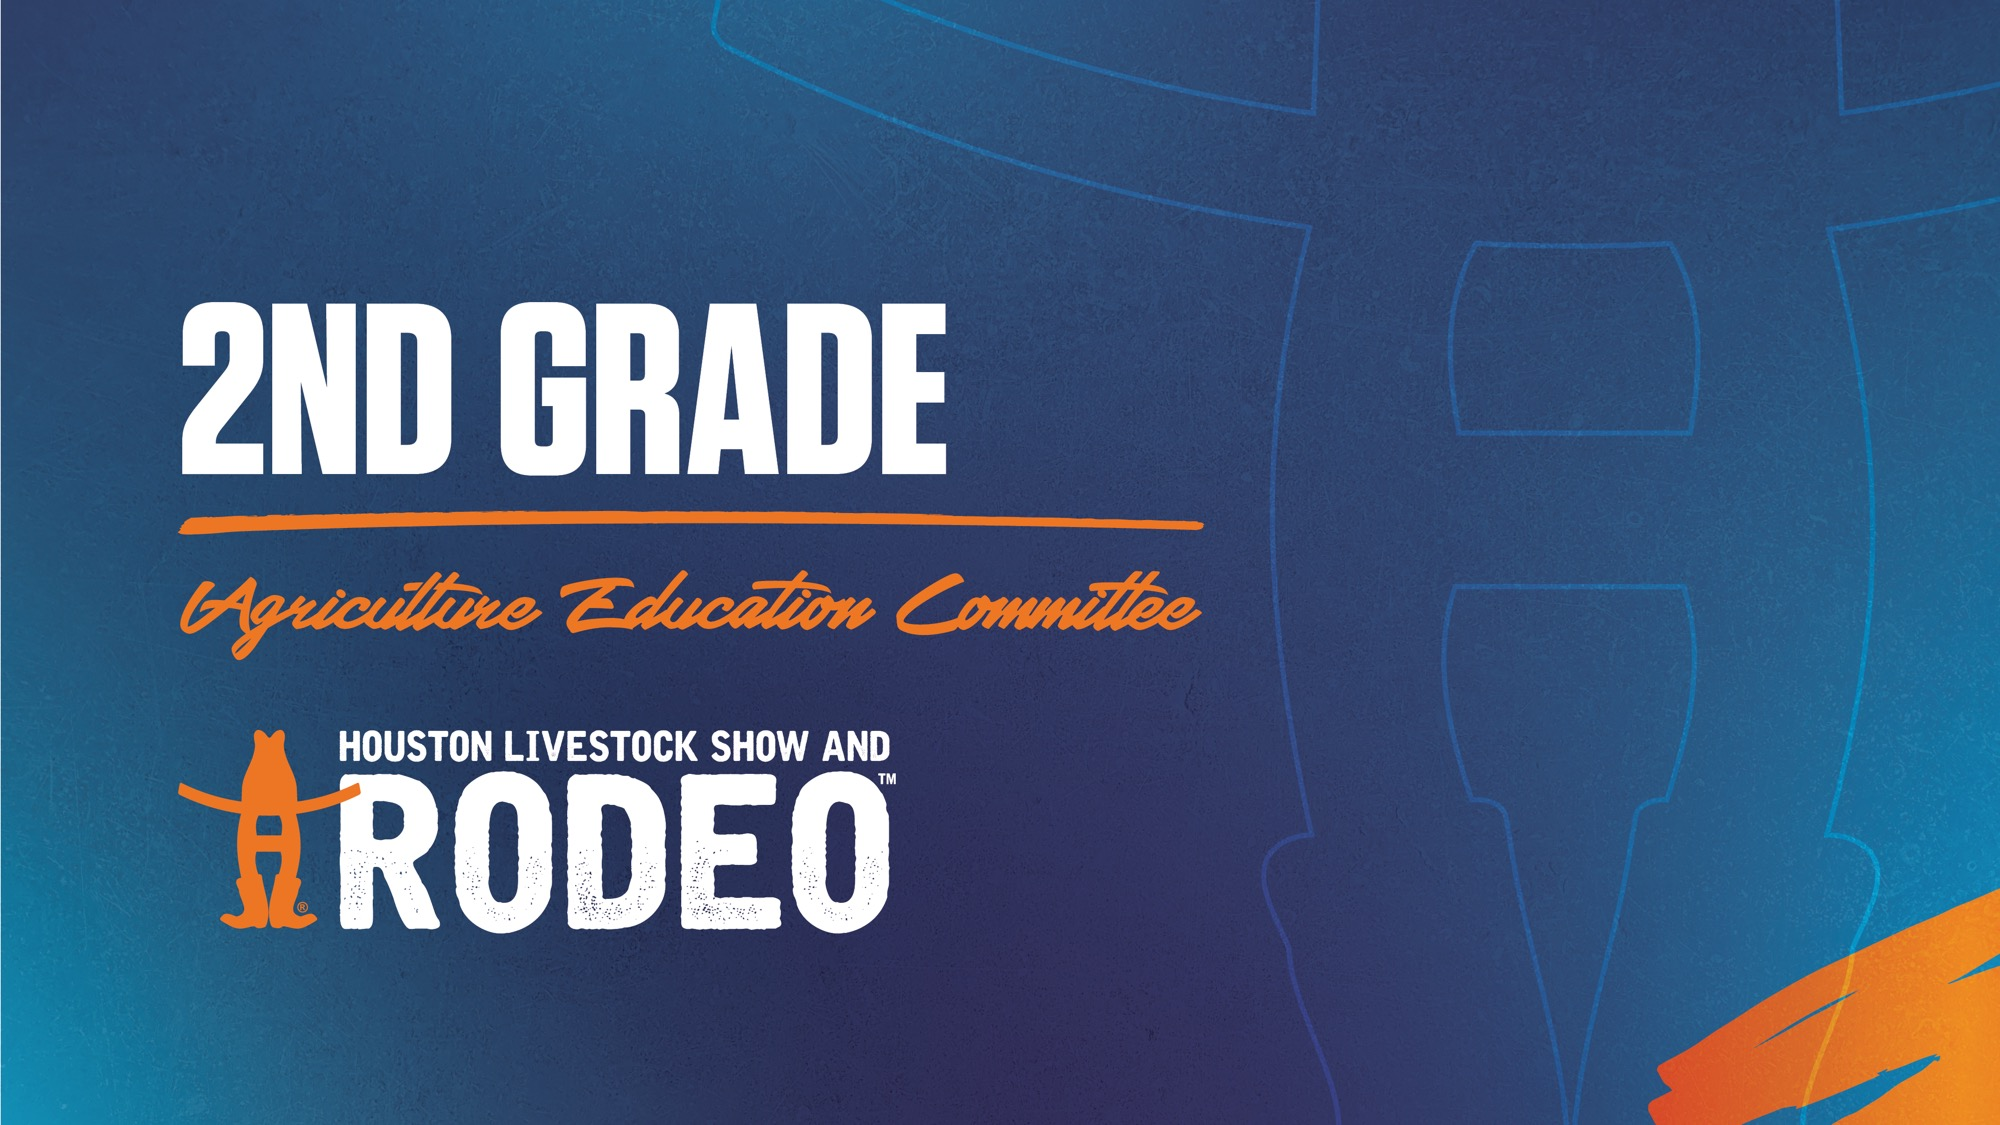 2ND GRADE
Agriculture Education Committee
HOUSTON LIVESTOCK SHOW AND
RODEO™
®